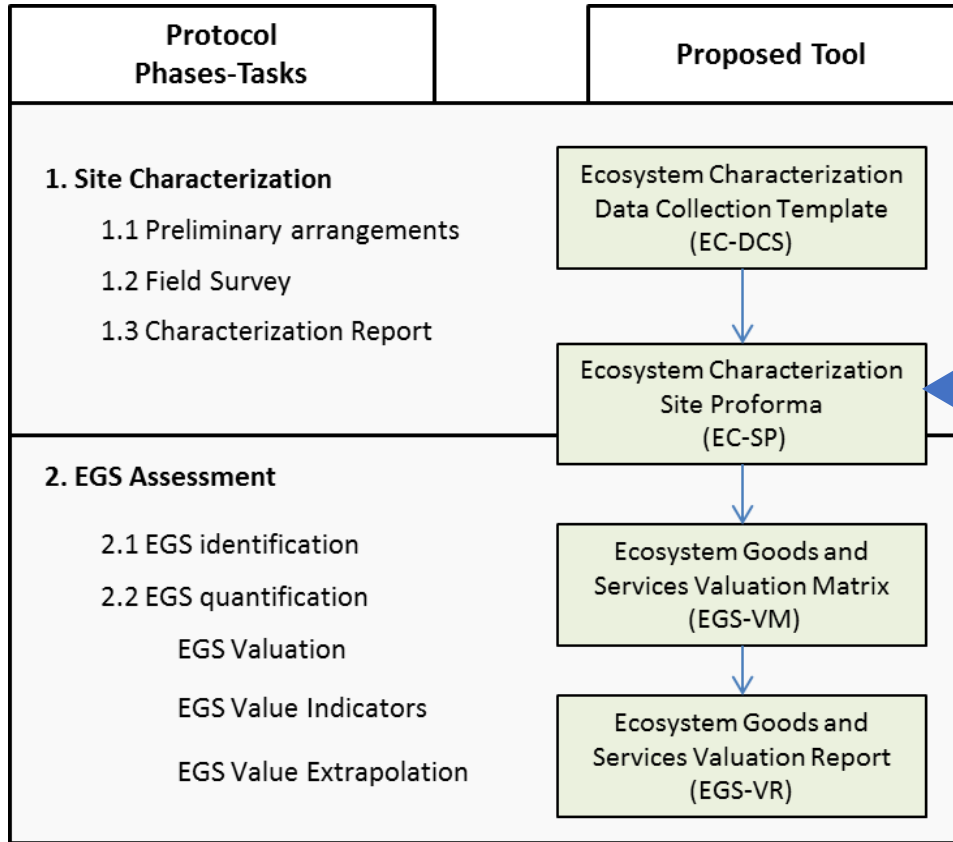 Protocol
Phases-Tasks
Proposed Tool
1. Site Characterization
1.1 Preliminary arrangements
1.2 Field Survey
1.3 Characterization Report
Ecosystem Characterization
Data Collection Template
(EC-DCS)
Ecosystem Characterization
Site Proforma
(EC-SP)
2. EGS Assessment
2.1 EGS identification
2.2 EGS quantification
EGS Valuation
EGS Value Indicators
EGS Value Extrapolation
Ecosystem Goods and
Services Valuation Matrix
(EGS-VM)
Ecosystem Goods and
Services Valuation Report
(EGS-VR)